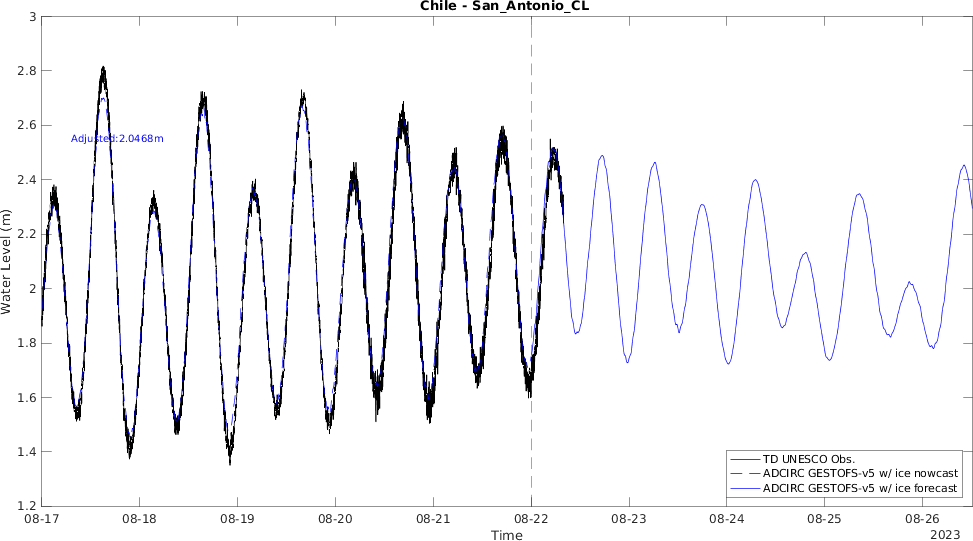 Chile - San_Antonio_CL
3
2.8
2.6
2.4
2.2
2
1.8
1.6
1.4
1.2
Water Level (m)
Adjusted:2.0468m
TD UNESCO Obs.
ADCIRC GESTOFS-v5 w/ ice nowcast
ADCIRC GESTOFS-v5 w/ ice forecast
08-17 08-18 08-19 08-20 08-21 08-22 08-23 08-24 08-25 08-26
Time
2023